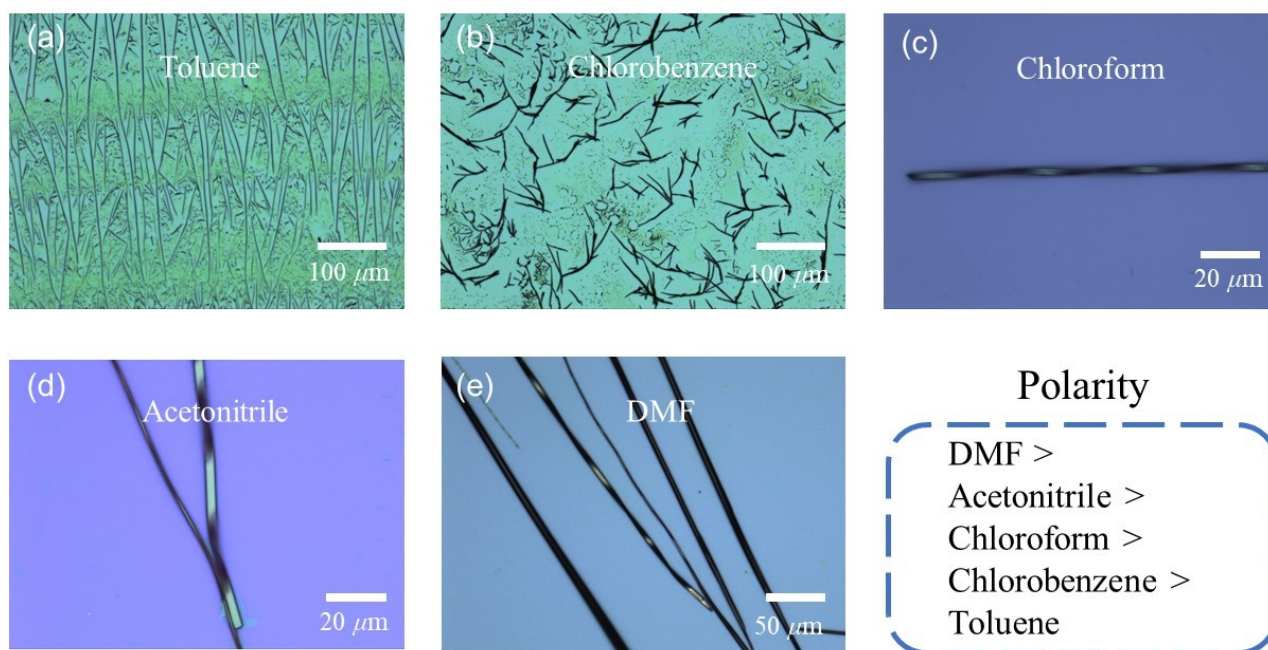 (a)
Toluene
100 μm
(b)
Chlorobenzene
100 μm
(c)
Chloroform
20 μm
(d)
Acetonitrile
20 μm
(e)
DMF
50 μm
Polarity
DMF >
Acetonitrile >
Chloroform >
Chlorobenzene >
Toluene